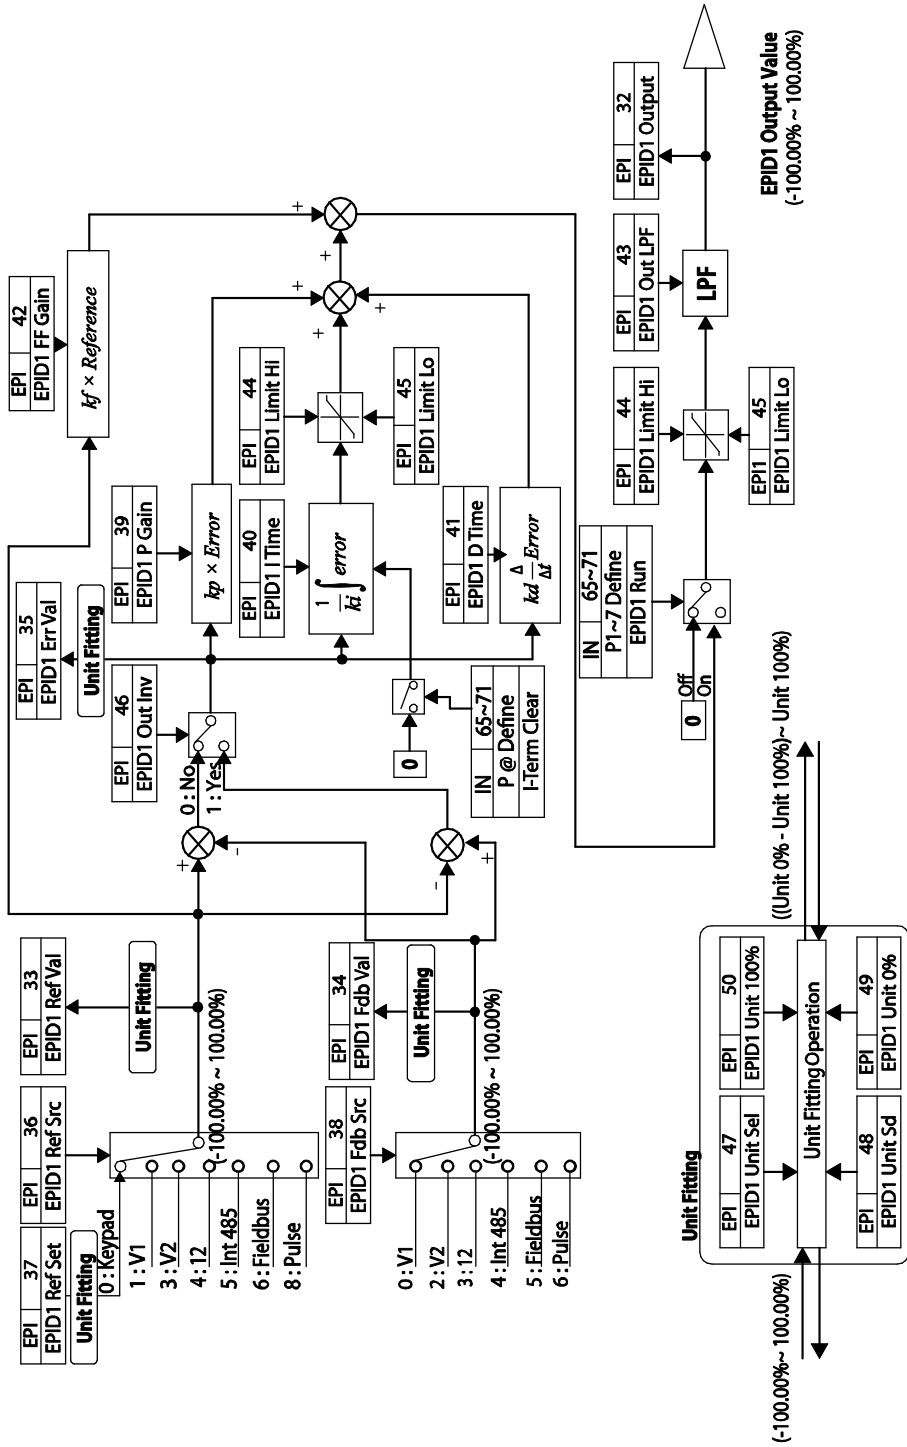 EPI 37
EPID1 Ref Set
Unit Fitting
EPI 36
EPID1 Ref Src
EPI 33
EPID1 Ref Val
Unit Fitting
0 : Keypad
1 : V1
3 : V2
4 : 12
5 : Int 485
6 : Fieldbus
8 : Pulse
(-100.00% ~ 100.00%)
EPI 38
EPID1 Fdb Src
EPI 34
EPID1 Fdb Val
Unit Fitting
0 : V1
2 : V2
3 : 12
4 : Int 485
5 : Fieldbus
6 : Pulse
(-100.00% ~ 100.00%)
+
-
-
+
0 : No
1 : Yes
EPI 46
EPID1 Out Inv
EPI 35
EPID1 Err Val
Unit Fitting
EPI 42
EPID1 FF Gain
kf × Reference
EPI 39
EPID1 P Gain
kp × Error
EPI 40
EPID1 I Time
1/ki ∫ error
EPI 44
EPID1 Limit Hi
EPI 45
EPID1 Limit Lo
EPI 41
EPID1 D Time
kd Δ/Δt Error
0
IN 65~71
P @ Define
I-Term Clear
+
+
+
+
+
IN 65~71
P1~7 Define
EPID1 Run
0
Off
On
EPI 44
EPID1 Limit Hi
EPI1 45
EPID1 Limit Lo
EPI 43
EPID1 Out LPF
LPF
EPI 32
EPID1 Output
EPID1 Output Value
(-100.00% ~ 100.00%)
Unit Fitting
EPI 47
EPID1 Unit Sel
EPI 50
EPID1 Unit 100%
Unit Fitting Operation
EPI 48
EPID1 Unit Sd
EPI 49
EPID1 Unit 0%
(-100.00%~ 100.00%)
((Unit 0% - Unit 100%)~ Unit 100%)